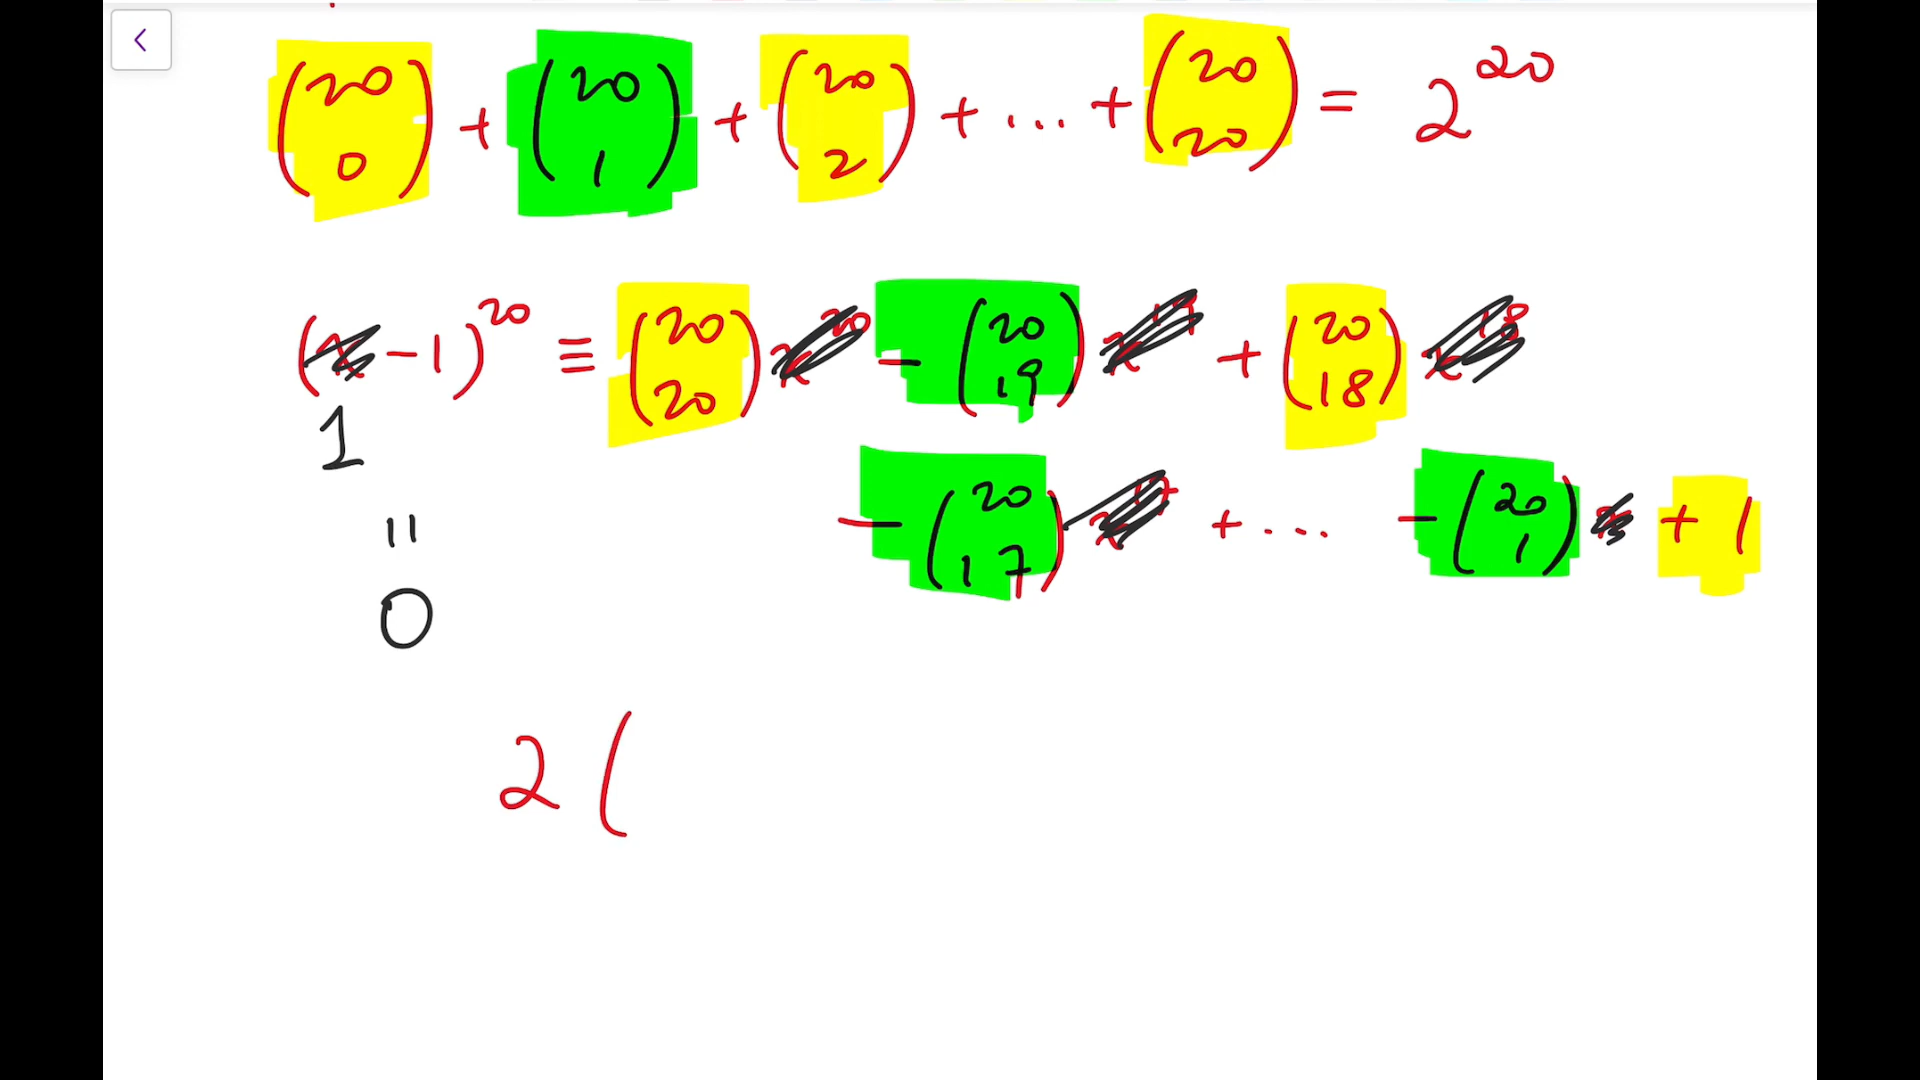 (20 0) + (20 1) + (20 2) + ... + (20 20) = 2^20
(x-1)^20 ≡ (20 20) x^20 - (20 19) x^19 + (20 18) x^18
1
- (20 17) x^17 + ... - (20 1) x + 1
=
0
2 (